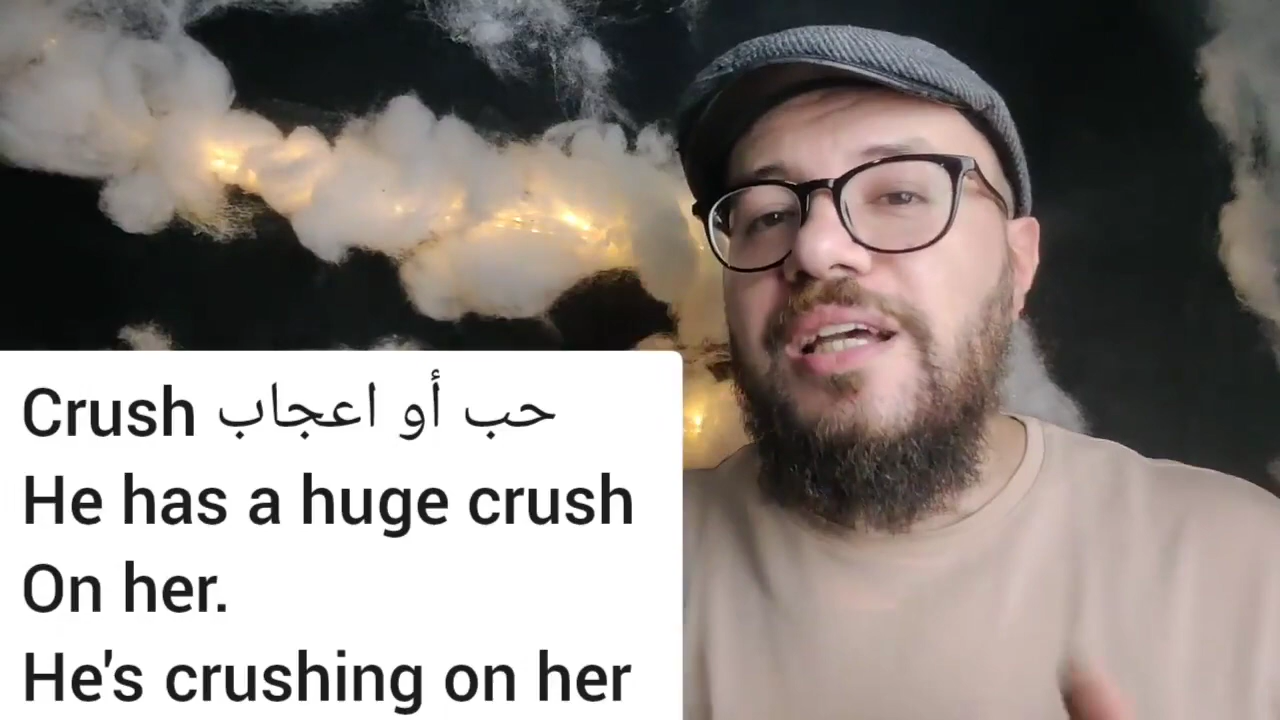 Crush حب أو اعجاب
He has a huge crush
On her.
He's crushing on her